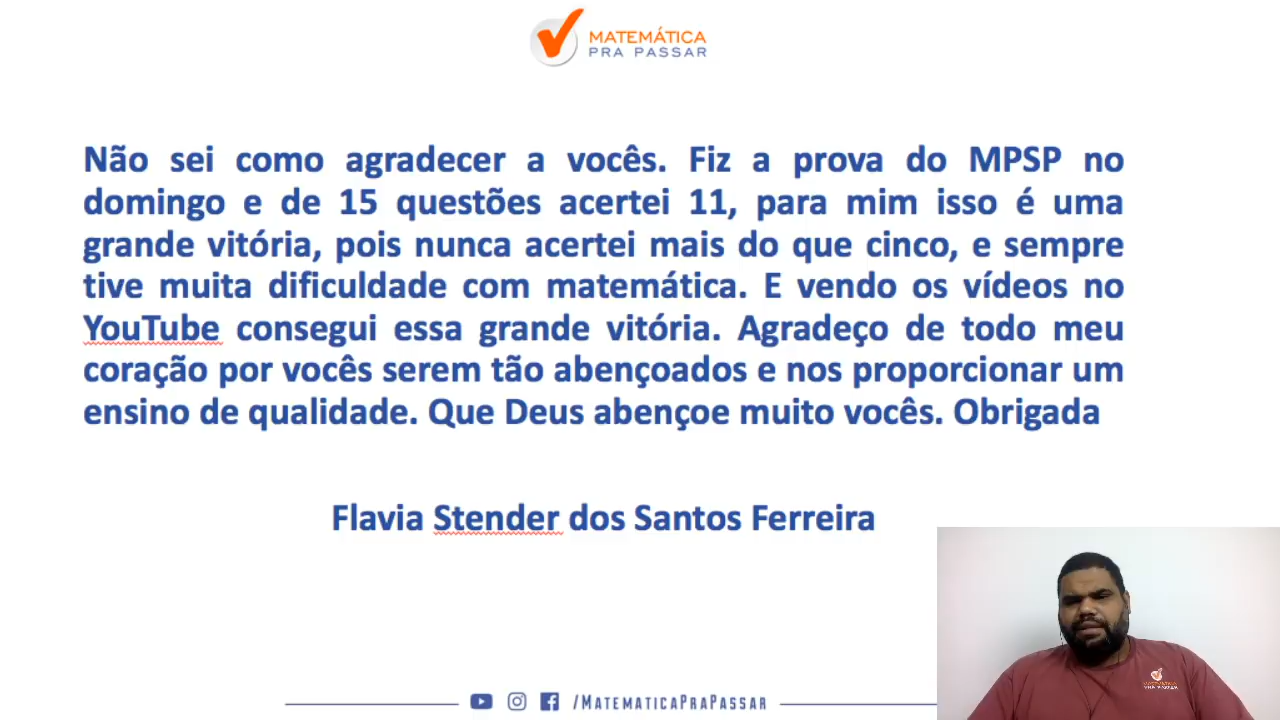 MATEMÁTICA
PRA PASSAR
Não sei como agradecer a vocês. Fiz a prova do MPSP no
domingo e de 15 questões acertei 11, para mim isso é uma
grande vitória, pois nunca acertei mais do que cinco, e sempre
tive muita dificuldade com matemática. E vendo os vídeos no
YouTube consegui essa grande vitória. Agradeço de todo meu
coração por vocês serem tão abençoados e nos proporcionar um
ensino de qualidade. Que Deus abençoe muito vocês. Obrigada
Flavia Stender dos Santos Ferreira
MATEMÁTICA
PRA PASSAR
/MATEMATICAPRAPASSAR